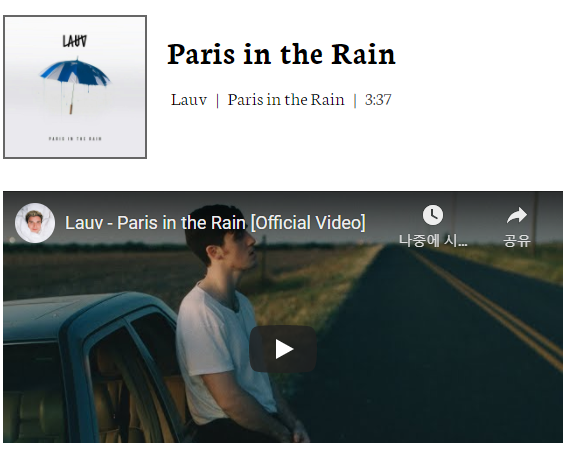 LAUV
PARIS IN THE RAIN
Paris in the Rain
Lauv | Paris in the Rain | 3:37
Lauv - Paris in the Rain [Official Video]
나중에 시...
공유